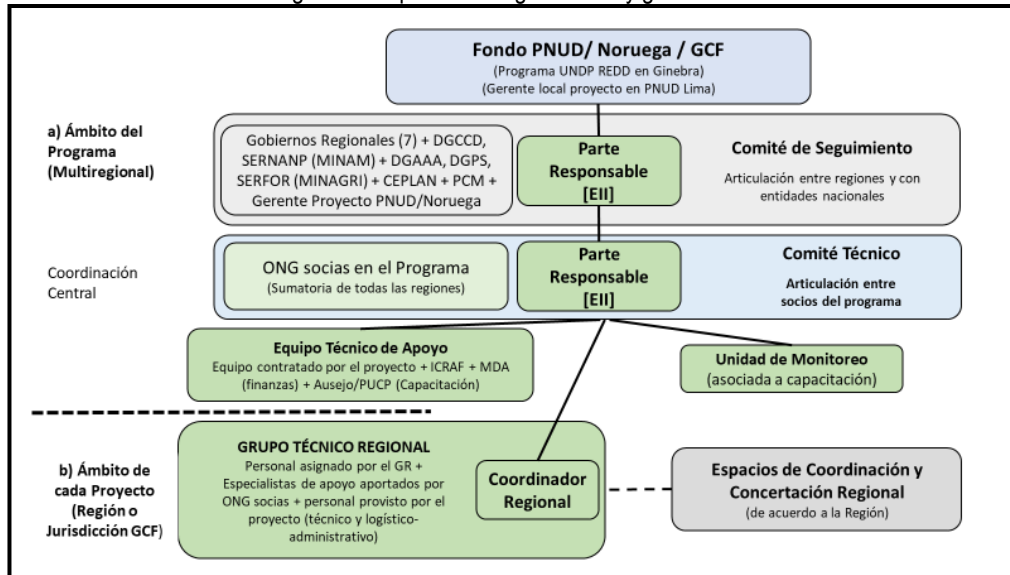 Fondo PNUD/ Noruega / GCF
(Programa UNDP REDD en Ginebra)
(Gerente local proyecto en PNUD Lima)
a) Ámbito del
Programa
(Multiregional)
Gobiernos Regionales (7) + DGCCD,
SERNANP (MINAM) + DGAAA, DGPS,
SERFOR (MINAGRI) + CEPLAN + PCM +
Gerente Proyecto PNUD/Noruega
Parte
Responsable
[EII]
Comité de Seguimiento
Articulación entre regiones y con
entidades nacionales
Coordinación
Central
ONG socias en el Programa
(Sumatoria de todas las regiones)
Parte
Responsable
[EII]
Comité Técnico
Articulación entre
socios del programa
Equipo Técnico de Apoyo
Equipo contratado por el proyecto + ICRAF + MDA
(finanzas) + Ausejo/PUCP (Capacitación)
Unidad de Monitoreo
(asociada a capacitación)
b) Ámbito de
cada Proyecto
(Región o
Jurisdicción GCF)
GRUPO TÉCNICO REGIONAL
Personal asignado por el GR +
Especialistas de apoyo aportados por
ONG socias + personal provisto por el
proyecto (técnico y logístico-
administrativo)
Coordinador
Regional
Espacios de Coordinación y
Concertación Regional
(de acuerdo a la Región)